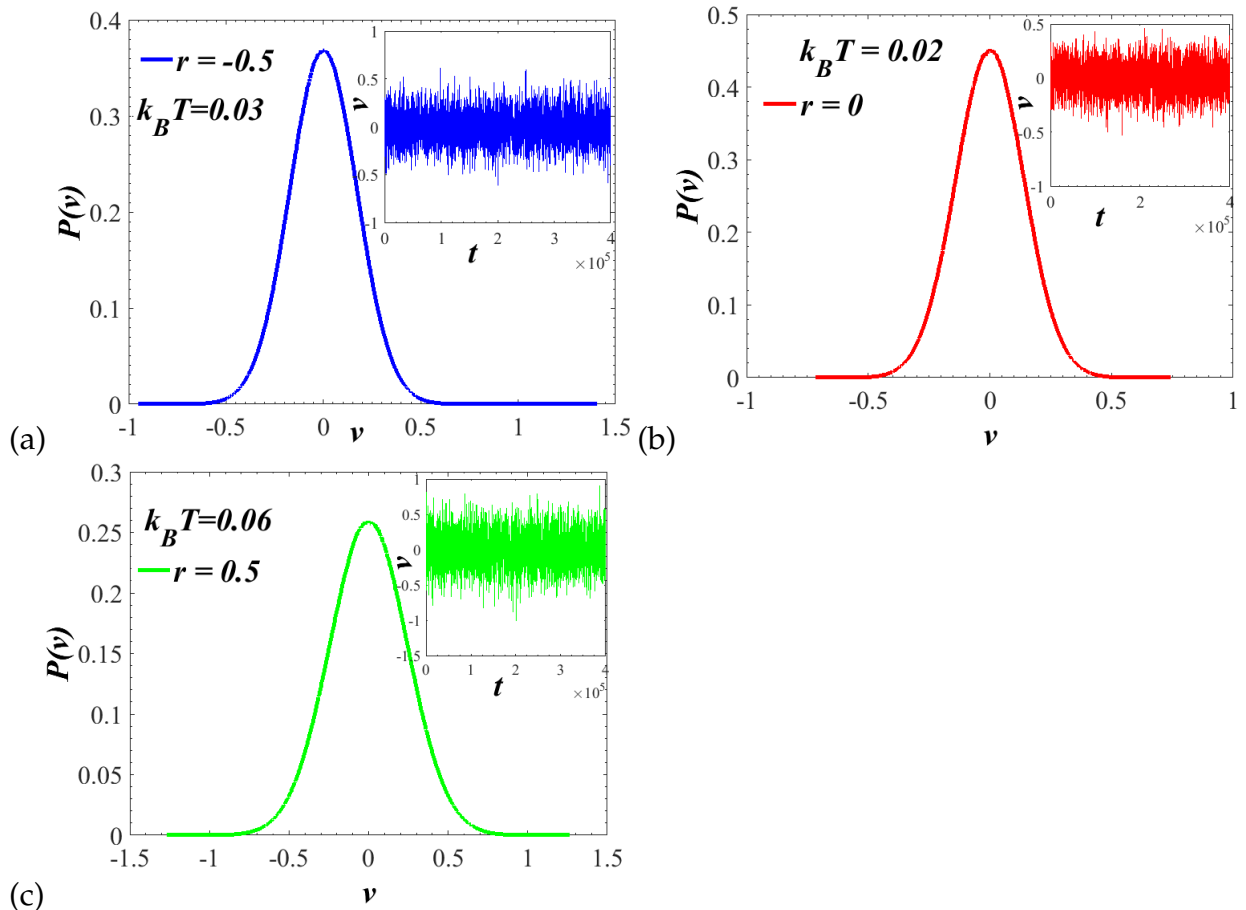 0.4
0.3
0.2
0.1
0
P(v)
r = -0.5
k_B T=0.03
1
0.5
0
0.5
-1
v
0 1 2 3 4
t
×10^5
-1 -0.5 0 0.5 1 1.5
v
(a)
0.5
0.4
0.3
0.2
0.1
0
P(v)
k_B T = 0.02
r = 0
0.5
0
-0.5
-1
v
0 2 4
t
×10^5
-1 -0.5 0 0.5 1
v
(b)
0.3
0.25
0.2
0.15
0.1
0.05
0
P(v)
k_B T=0.06
r = 0.5
1
0.5
0
-0.5
-1
-1.5
v
0 1 2 3 4
t
×10^5
-1.5 -1 -0.5 0 0.5 1 1.5
v
(c)